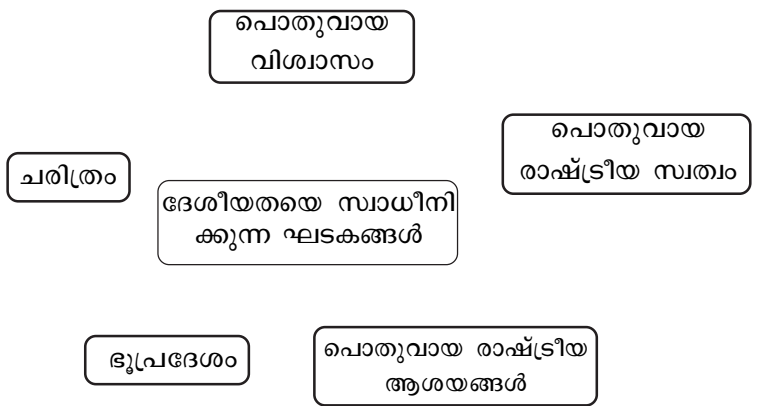 പൊതുവായ
വിശ്വാസം
പൊതുവായ
രാഷ്ട്രീയ സ്വത്വം
ചരിത്രം
ദേശീയതയെ സ്വാധീനി
ക്കുന്ന ഘടകങ്ങൾ
ഭൂപ്രദേശം
പൊതുവായ രാഷ്ട്രീയ
ആശയങ്ങൾ